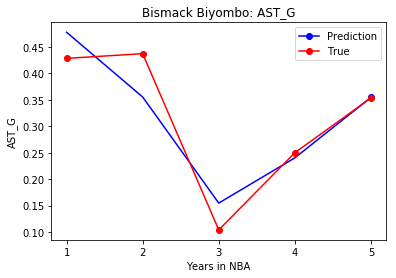 Bismack Biyombo: AST_G
Prediction
True
0.45
0.40
0.35
0.30
0.25
0.20
0.15
0.10
AST_G
1 2 3 4 5
Years in NBA